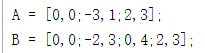 A = [0,0;-3,1;2,3];
B = [0,0;-2,3;0,4;2,3];